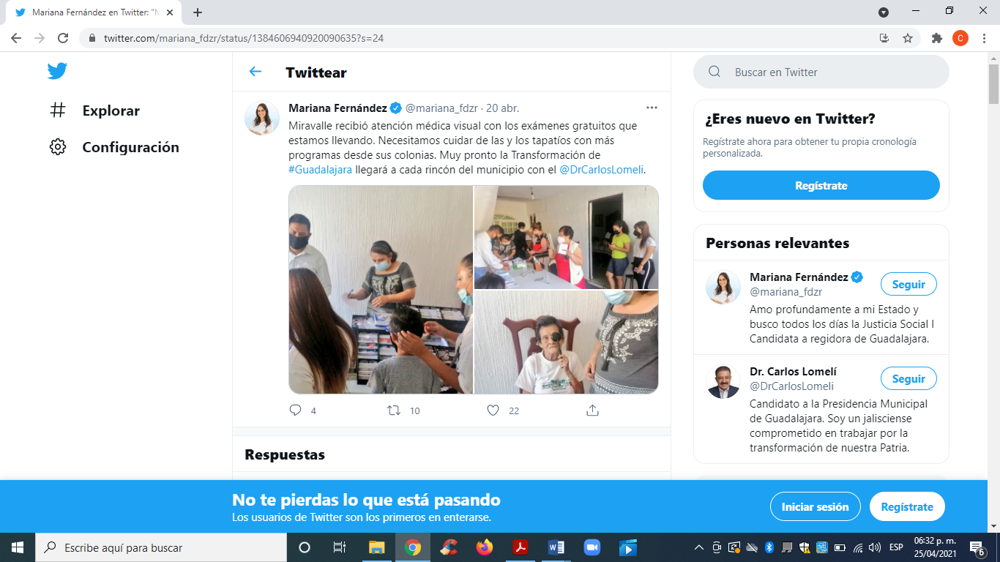 Mariana Fernández en Twitter: "M
twitter.com/mariana_fdzr/status/1384606940920090635?s=24
C
Explorar
Configuración
Twittear
Mariana Fernández @mariana_fdzr · 20 abr.
Miravalle recibió atención médica visual con los exámenes gratuitos que
estamos llevando. Necesitamos cuidar de las y los tapatíos con más
programas desde sus colonias. Muy pronto la Transformación de
#Guadalajara llegará a cada rincón del municipio con el @DrCarlosLomeli.
4 10 22
Respuestas
Buscar en Twitter
¿Eres nuevo en Twitter?
Regístrate ahora para obtener tu propia cronología
personalizada.
Regístrate
Personas relevantes
Mariana Fernández
@mariana_fdzr
Seguir
Amo profundamente a mi Estado y
busco todos los días la Justicia Social I
Candidata a regidora de Guadalajara.
Dr. Carlos Lomelí
@DrCarlosLomeli
Seguir
Candidato a la Presidencia Municipal
de Guadalajara. Soy un jalisciense
comprometido en trabajar por la
transformación de nuestra Patria.
No te pierdas lo que está pasando
Los usuarios de Twitter son los primeros en enterarse.
Iniciar sesión
Regístrate
Escribe aquí para buscar
ESP
06:32 p. m.
25/04/2021
6